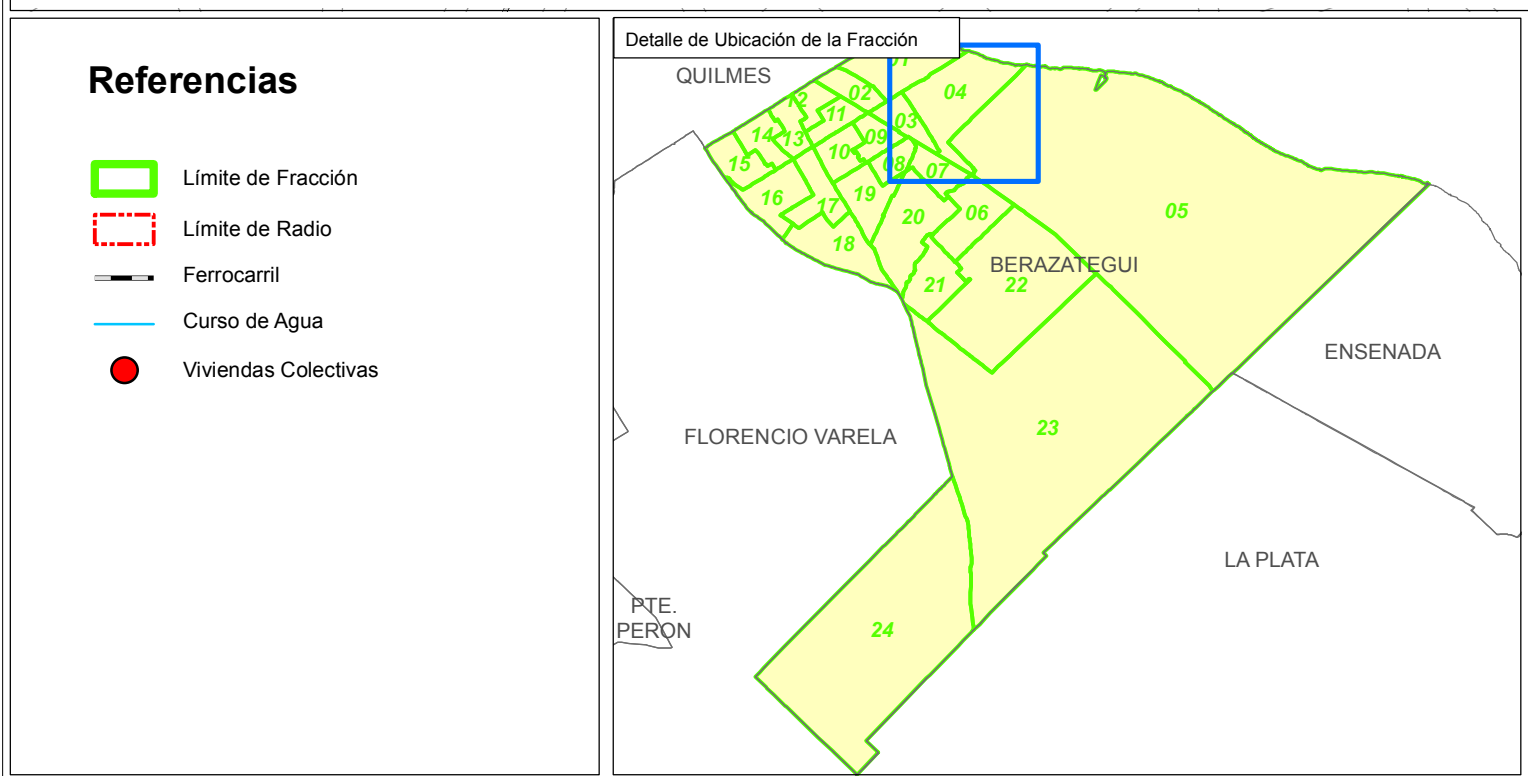 Referencias
Límite de Fracción
Límite de Radio
Ferrocarril
Curso de Agua
Viviendas Colectivas
Detalle de Ubicación de la Fracción
QUILMES
01
02
04
12
11
03
14
13
09
10
15
08
07
16
19
17
20
06
05
18
BERAZATEGUI
21
22
ENSENADA
FLORENCIO VARELA
23
LA PLATA
PTE.
PERON
24